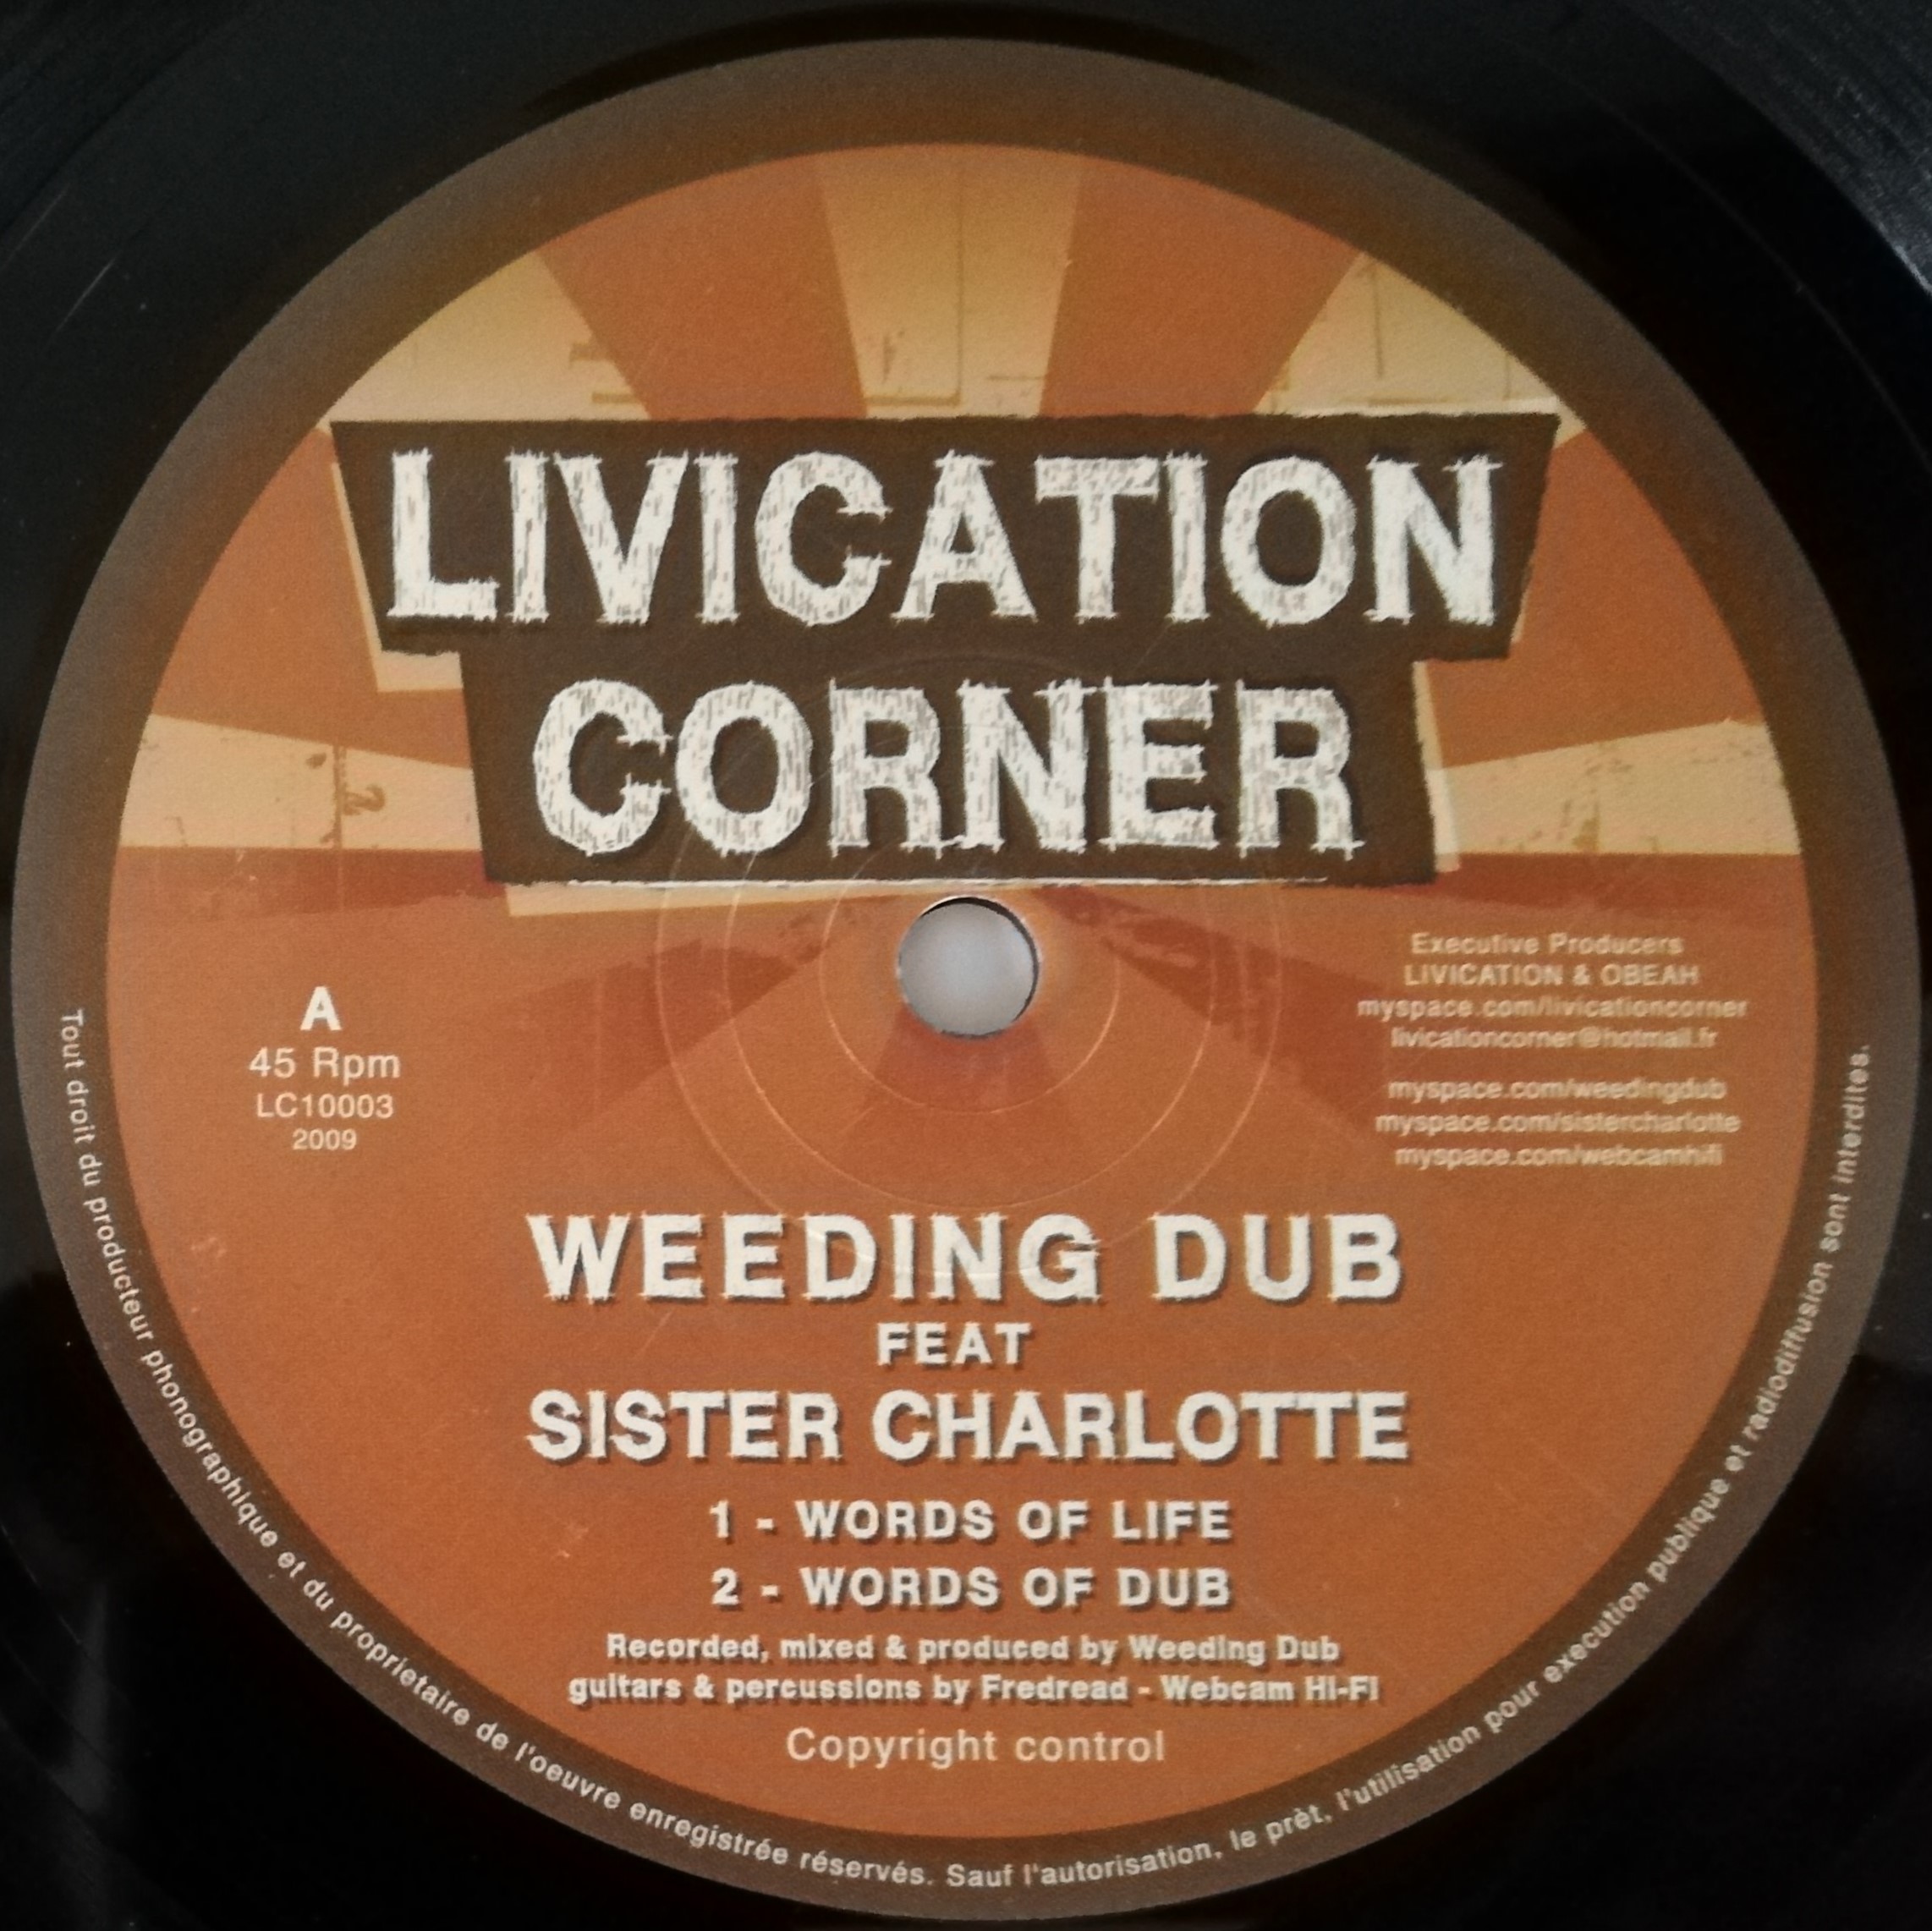 LIVICATION
CORNER
A
45 Rpm
LC10003
2009
Executive Producers
LIVICATION & OBEAH
myspace.com/livicationcorner
livicationcorner@hotmail.fr
myspace.com/weedingdub
myspace.com/sistercharlotte
myspace.com/webcamhifi
WEEDING DUB
FEAT
SISTER CHARLOTTE
1 - WORDS OF LIFE
2 - WORDS OF DUB
Recorded, mixed & produced by Weeding Dub
guitars & percussions by Fredread - Webcam Hi-Fi
Copyright control
Tout droit du producteur phonographique et du proprietaire de l'oeuvre enregistrée réservés. Sauf l'autorisation, le prèt, l'utilisation pour execution publique et radiodiffusion sont interdites.